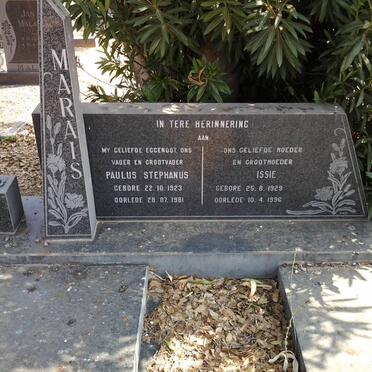 JAN
MARAIS
IN TERE HERINNERING
AAN
MY GELIEFDE EGGENOOT, ONS
VADER EN GROOTVADER
PAULUS STEPHANUS
GEBORE 22.10.1923
OORLEDE 28.07.1981
ONS GELIEFDE MOEDER
EN GROOTMOEDER
ISSIE
GEBORE 25.8.1929
OORLEDE 10.4.1996